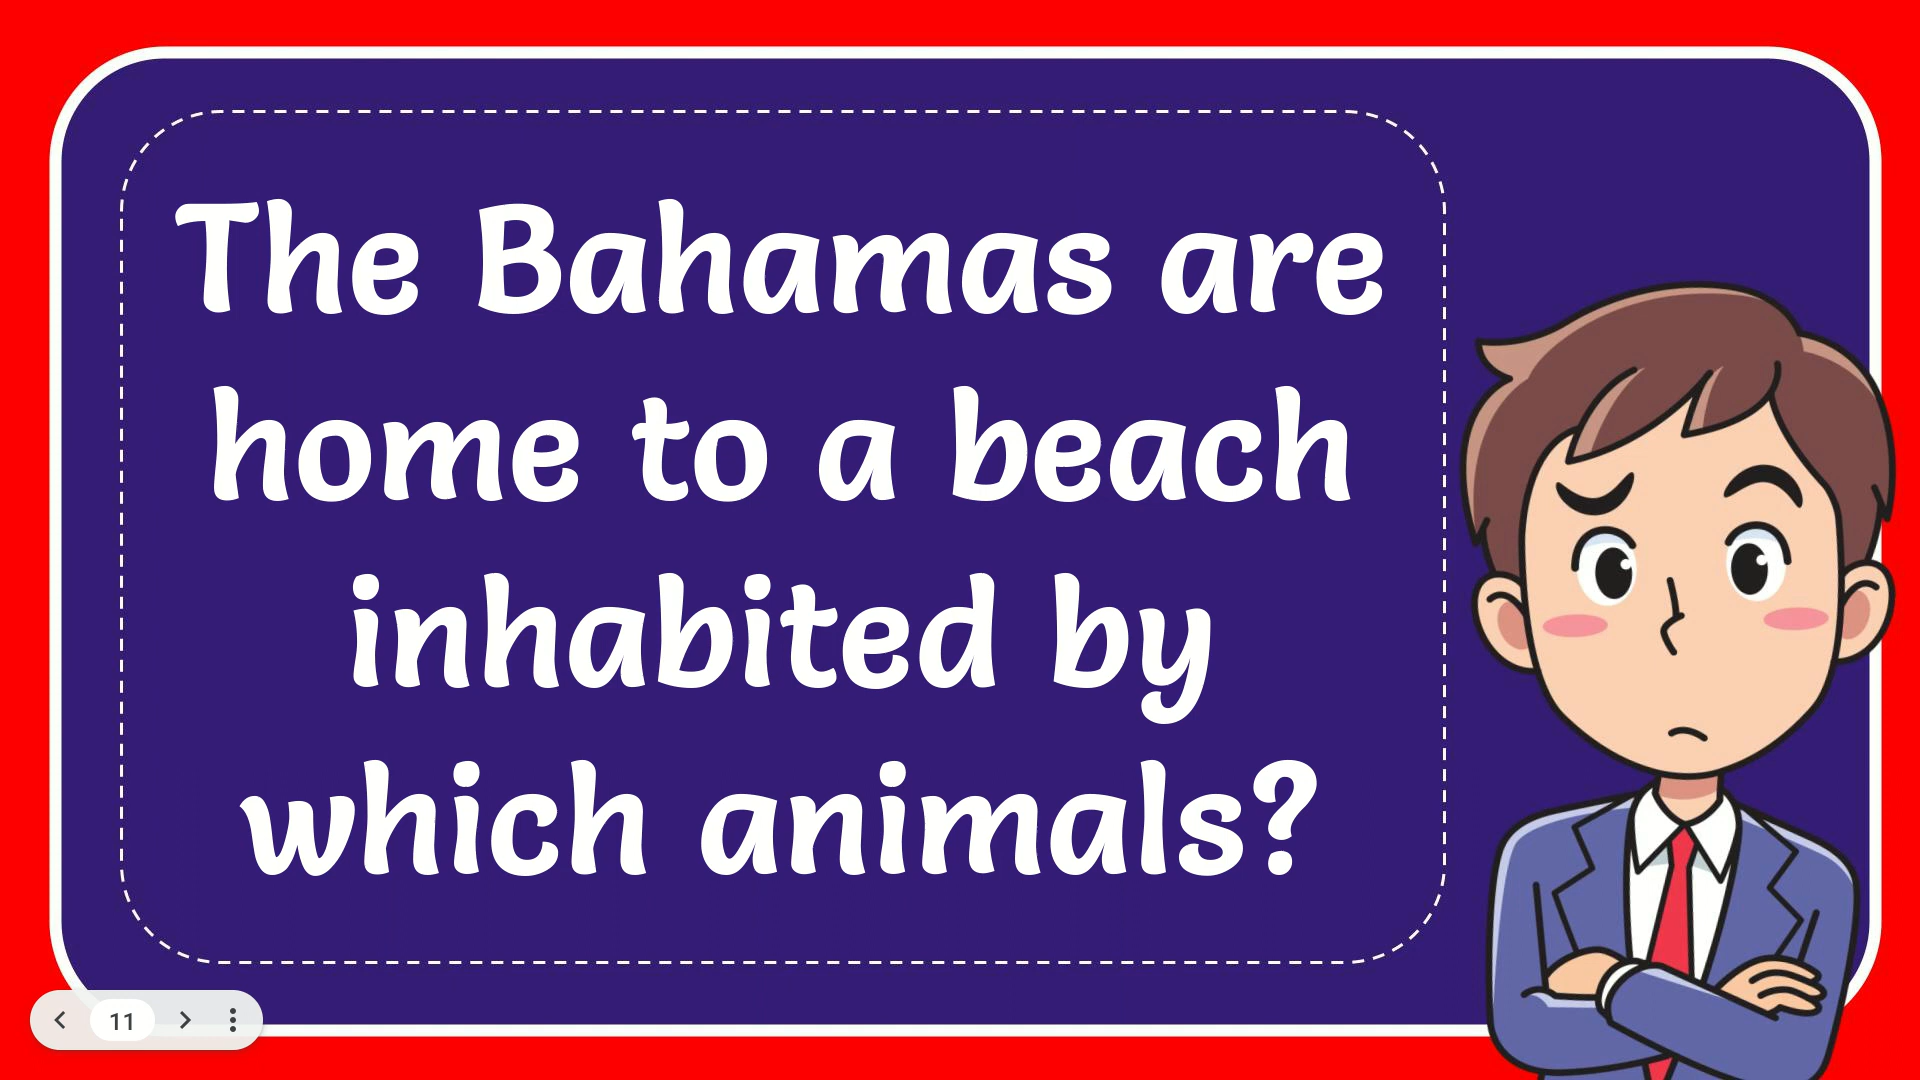 The Bahamas are
home to a beach
inhabited by
which animals?
11